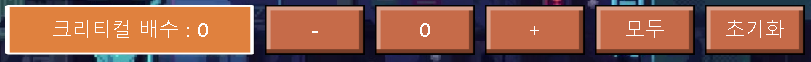 크리티컬 배수 : 0 - 0 + 모두 초기화